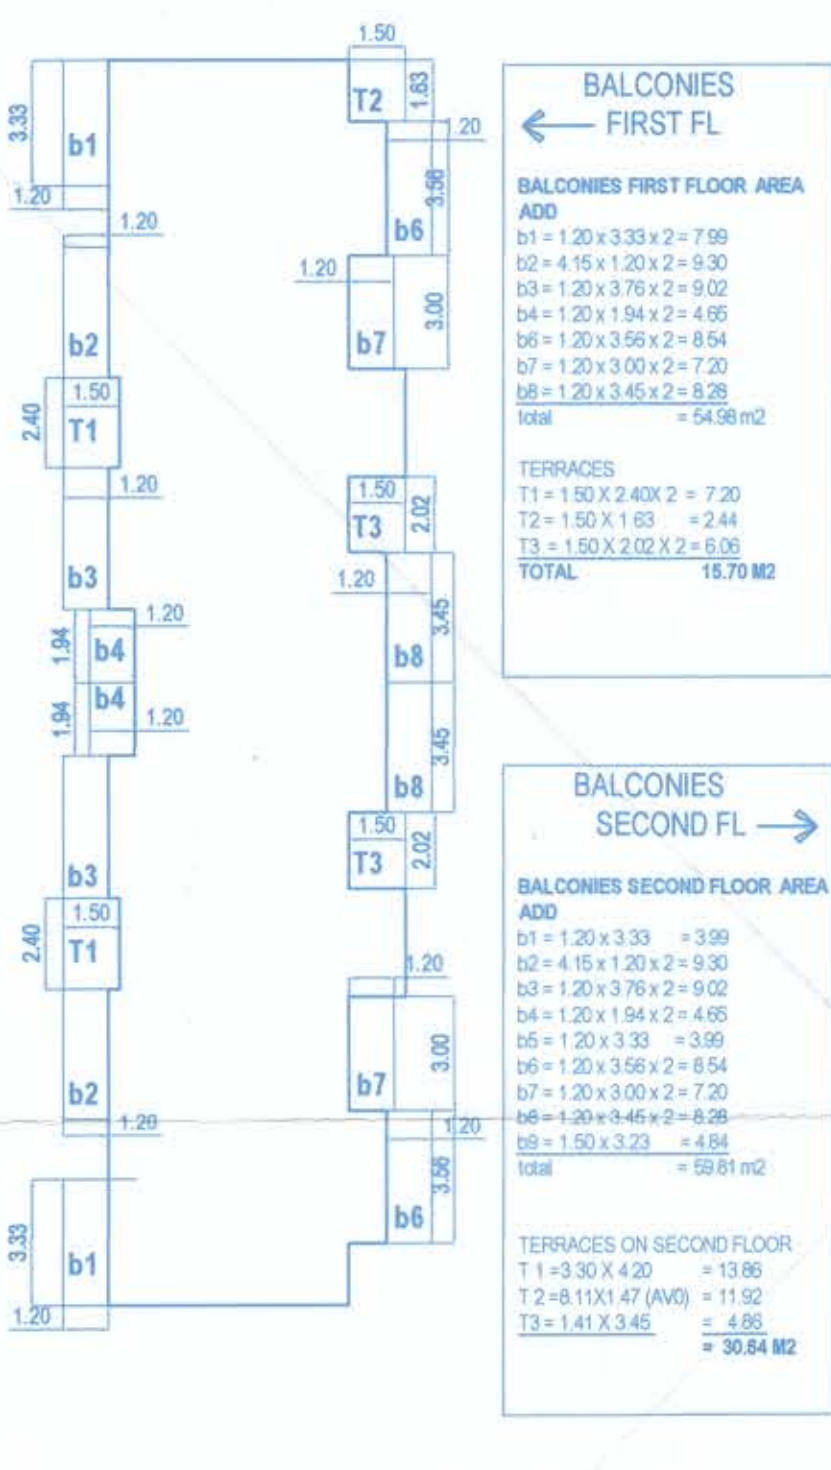 1.50
3.33
b1
T2
1.63
1.20
1.20
3.56
1.20
b6
1.20
b2
b7
3.00
1.50
2.40
T1
1.20
1.50
T3
2.02
b3
1.20
1.20
1.94
b4
3.45
b8
b4
1.94
1.20
3.45
b8
1.50
T3
2.02
b3
1.50
2.40
T1
1.20
b2
b7
3.00
1.20
1.20
3.56
b6
3.33
b1
1.20
BALCONIES
FIRST FL
BALCONIES FIRST FLOOR AREA
ADD
b1 = 1.20 x 3.33 x 2 = 7.99
b2 = 4.15 x 1.20 x 2 = 9.30
b3 = 1.20 x 3.76 x 2 = 9.02
b4 = 1.20 x 1.94 x 2 = 4.65
b6 = 1.20 x 3.56 x 2 = 8.54
b7 = 1.20 x 3.00 x 2 = 7.20
b8 = 1.20 x 3.45 x 2 = 8.28
total = 54.98 m2
TERRACES
T1 = 1.50 X 2.40X 2 = 7.20
T2 = 1.50 X 1.63 = 2.44
T3 = 1.50 X 2.02 X 2 = 6.06
TOTAL 15.70 M2
BALCONIES
SECOND FL
BALCONIES SECOND FLOOR AREA
ADD
b1 = 1.20 x 3.33 = 3.99
b2 = 4.15 x 1.20 x 2 = 9.30
b3 = 1.20 x 3.76 x 2 = 9.02
b4 = 1.20 x 1.94 x 2 = 4.65
b5 = 1.20 x 3.33 = 3.99
b6 = 1.20 x 3.56 x 2 = 8.54
b7 = 1.20 x 3.00 x 2 = 7.20
b8 = 1.20 x 3.45 x 2 = 8.28
b9 = 1.50 x 3.23 = 4.84
total = 59.81 m2
TERRACES ON SECOND FLOOR
T 1 =3.30 X 4.20 = 13.86
T 2 =8.11X1.47 (AV0) = 11.92
T3 = 1.41 X 3.45 = 4.86
= 30.64 M2